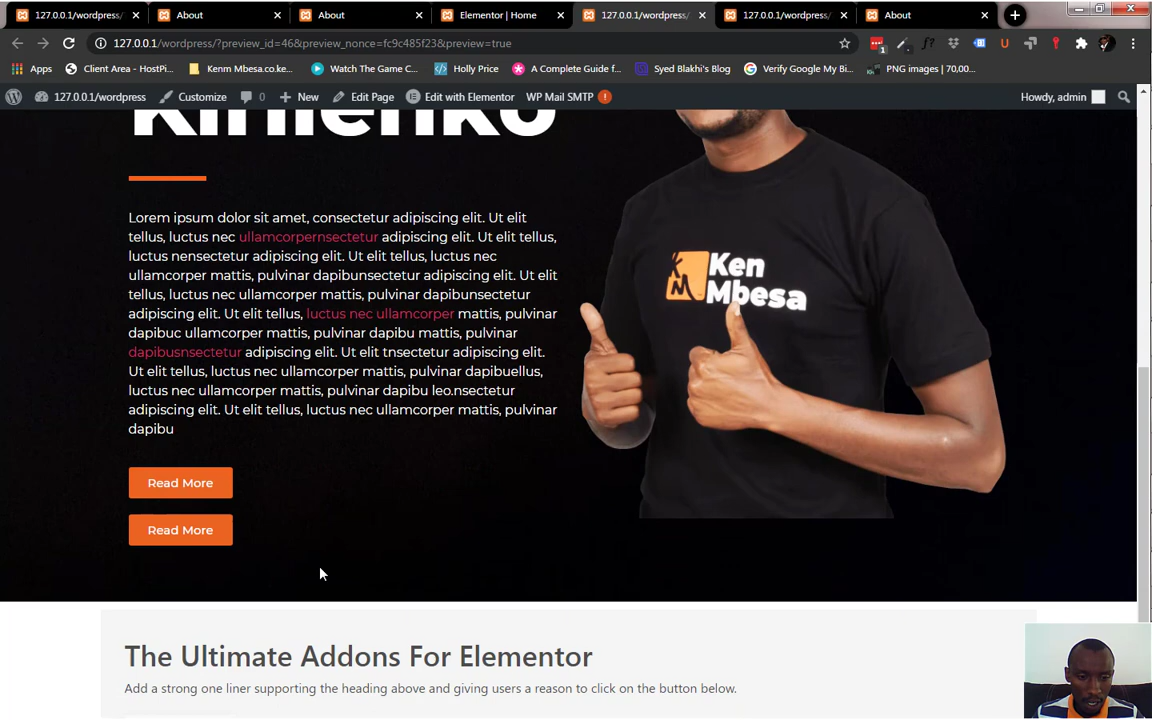 127.0.0.1/wordpress/
About
About
Elementor | Home
127.0.0.1/wordpress/
127.0.0.1/wordpress/
About
127.0.0.1/wordpress/?preview_id=46&preview_nonce=fc9c485f23&preview=true
1
f?
U
Apps
Client Area - HostPi...
Kenm Mbesa.co.ke...
Watch The Game C...
Holly Price
A Complete Guide f...
Syed Blakhi's Blog
Verify Google My Bi...
PNG images | 70,00...
127.0.0.1/wordpress
Customize
0
New
Edit Page
Edit with Elementor
WP Mail SMTP !
Howdy, admin
Kirilenko
Lorem ipsum dolor sit amet, consectetur adipiscing elit. Ut elit
tellus, luctus nec ullamcorpernsectetur adipiscing elit. Ut elit tellus,
luctus nensectetur adipiscing elit. Ut elit tellus, luctus nec
ullamcorper mattis, pulvinar dapibunsectetur adipiscing elit. Ut elit
tellus, luctus nec ullamcorper mattis, pulvinar dapibunsectetur
adipiscing elit. Ut elit tellus, luctus nec ullamcorper mattis, pulvinar
dapibuc ullamcorper mattis, pulvinar dapibu mattis, pulvinar
dapibusnsectetur adipiscing elit. Ut elit tnsectetur adipiscing elit.
Ut elit tellus, luctus nec ullamcorper mattis, pulvinar dapibuellus,
luctus nec ullamcorper mattis, pulvinar dapibu leo.nsectetur
adipiscing elit. Ut elit tellus, luctus nec ullamcorper mattis, pulvinar
dapibu
Read More
Read More
KM Ken
Mbesa
The Ultimate Addons For Elementor
Add a strong one liner supporting the heading above and giving users a reason to click on the button below.